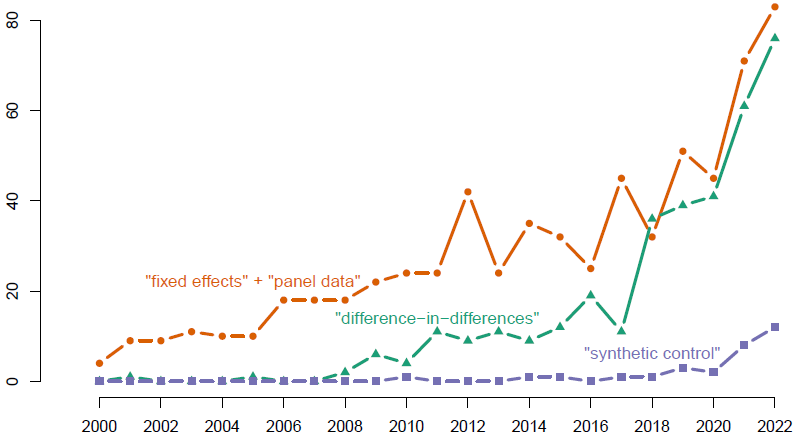 80
60
40
20
0
"fixed effects" + "panel data"
"difference−in−differences"
"synthetic control"
2000 2002 2004 2006 2008 2010 2012 2014 2016 2018 2020 2022